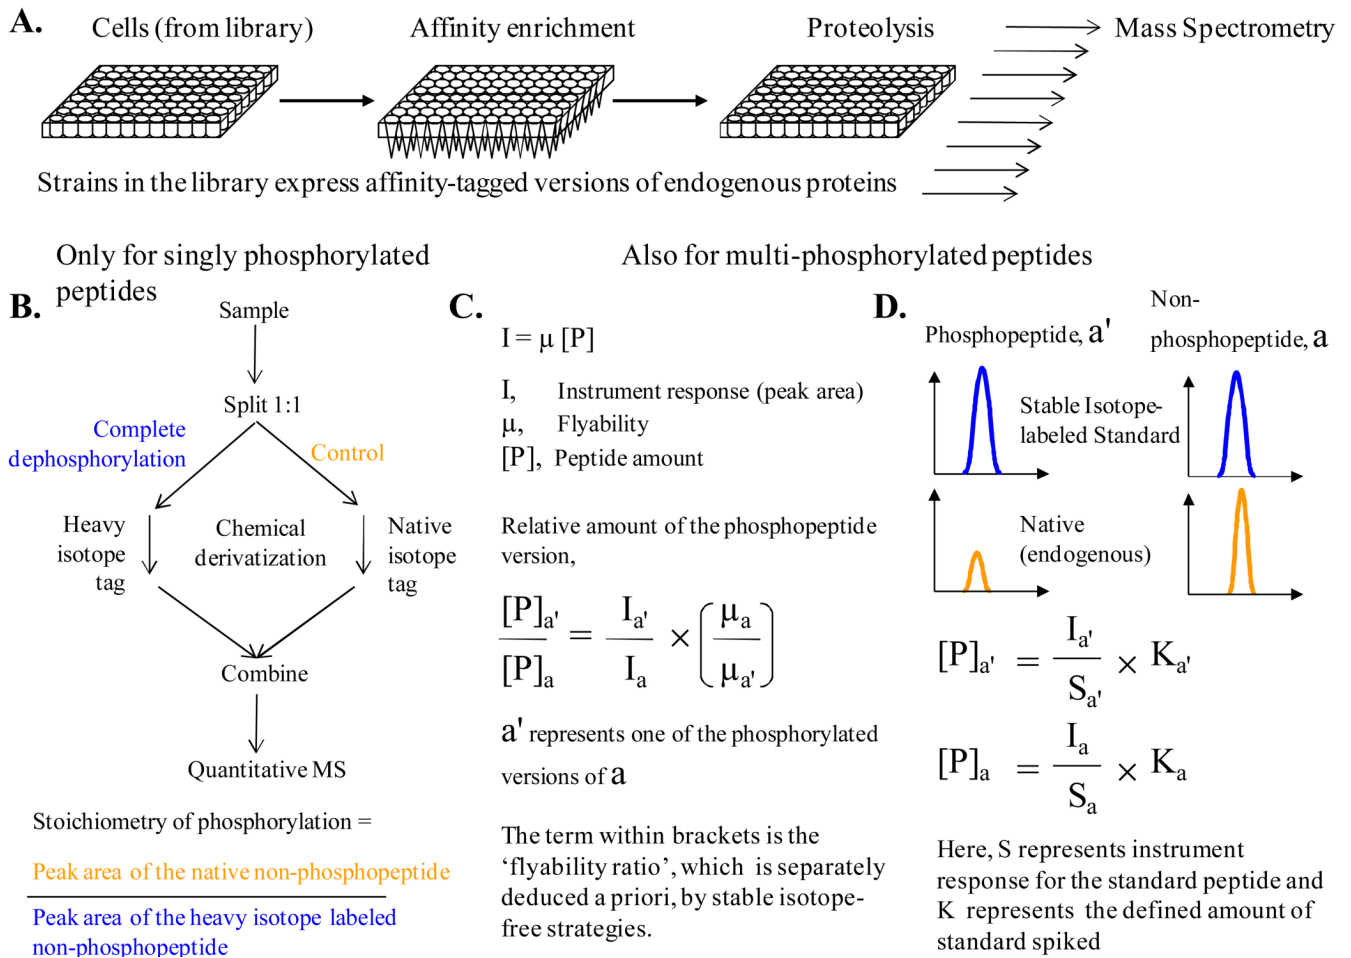 A.
Cells (from library)
Affinity enrichment
Proteolysis
Mass Spectrometry
Strains in the library express affinity-tagged versions of endogenous proteins
Only for singly phosphorylated
peptides
Also for multi-phosphorylated peptides
B.
Sample
Split 1:1
Complete
dephosphorylation
Control
Heavy
isotope
tag
Chemical
derivatization
Native
isotope
tag
Combine
Quantitative MS
Stoichiometry of phosphorylation =
Peak area of the native non-phosphopeptide
Peak area of the heavy isotope labeled
non-phosphopeptide
C.
I = μ [P]
I, Instrument response (peak area)
μ, Flyability
[P], Peptide amount
Relative amount of the phosphopeptide
version,
[P]a' / [P]a = Ia' / Ia × (μa / μa')
a' represents one of the phosphorylated
versions of a
The term within brackets is the
‘flyability ratio’, which is separately
deduced a priori, by stable isotope-
free strategies.
D.
Phosphopeptide, a'
Non-
phosphopeptide, a
Stable Isotope-
labeled Standard
Native
(endogenous)
[P]a' = Ia' / Sa' × Ka'
[P]a = Ia / Sa × Ka
Here, S represents instrument
response for the standard peptide and
K represents the defined amount of
standard spiked